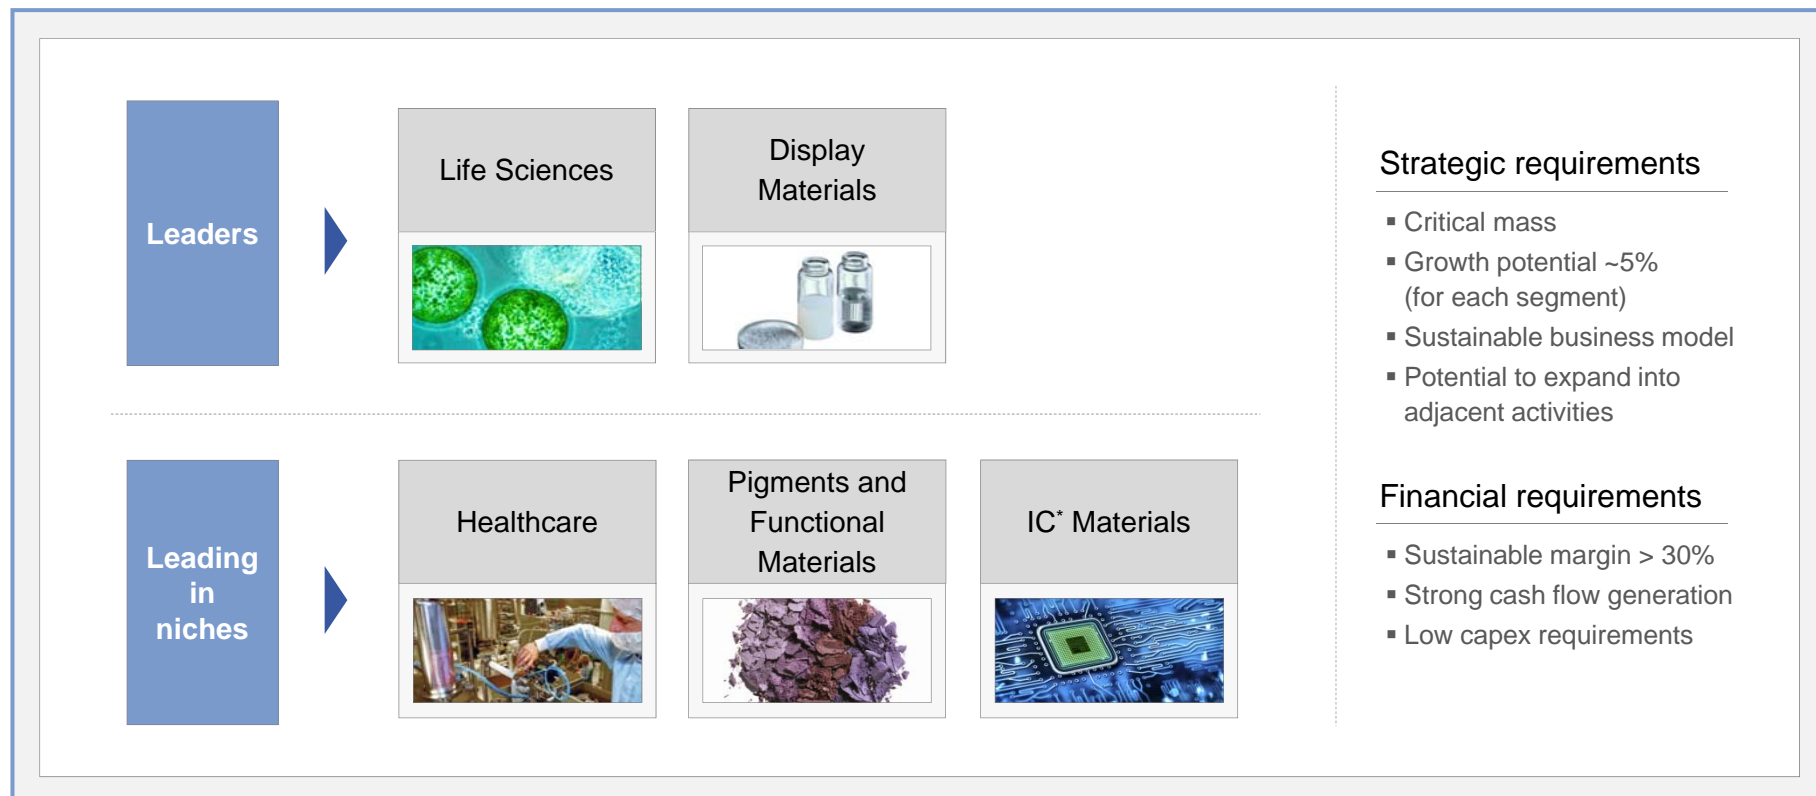 Leaders
Life Sciences
Display
Materials
Leading
in
niches
Healthcare
Pigments and
Functional
Materials
IC* Materials
Strategic requirements
▪ Critical mass
▪ Growth potential ~5%
(for each segment)
▪ Sustainable business model
▪ Potential to expand into
adjacent activities
Financial requirements
▪ Sustainable margin > 30%
▪ Strong cash flow generation
▪ Low capex requirements